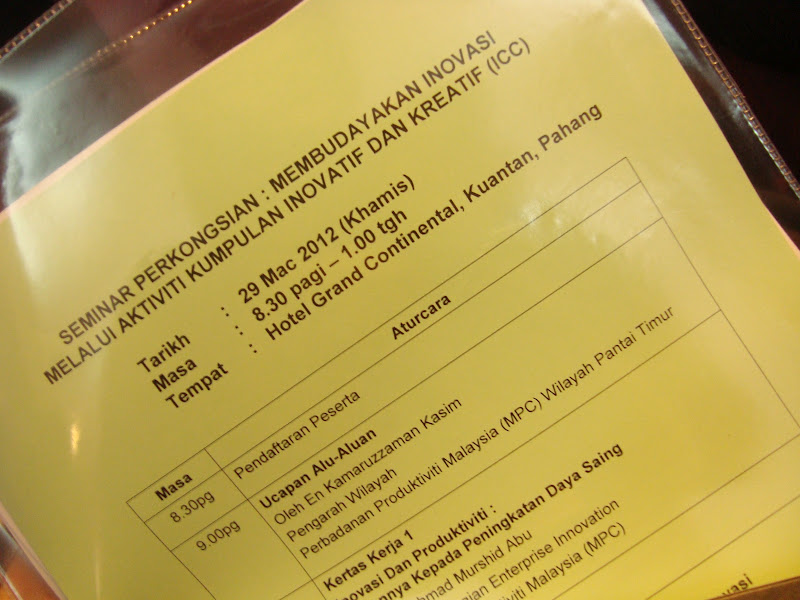 SEMINAR PERKONGSIAN : MEMBUDAYAKAN INOVASI
MELALUI AKTIVITI KUMPULAN INOVATIF DAN KREATIF (ICC)
Tarikh : 29 Mac 2012 (Khamis)
Masa : 8.30 pagi – 1.00 tgh
Tempat : Hotel Grand Continental, Kuantan, Pahang
Masa Aturcara
8.30pg Pendaftaran Peserta
9.00pg Ucapan Alu-Aluan
Oleh En Kamaruzzaman Kasim
Pengarah Wilayah
Perbadanan Produktiviti Malaysia (MPC) Wilayah Pantai Timur
Kertas Kerja 1
Inovasi Dan Produktiviti :
Kepada Peningkatan Daya Saing
Murshid Abu
Enterprise Innovation
Malaysia (MPC)